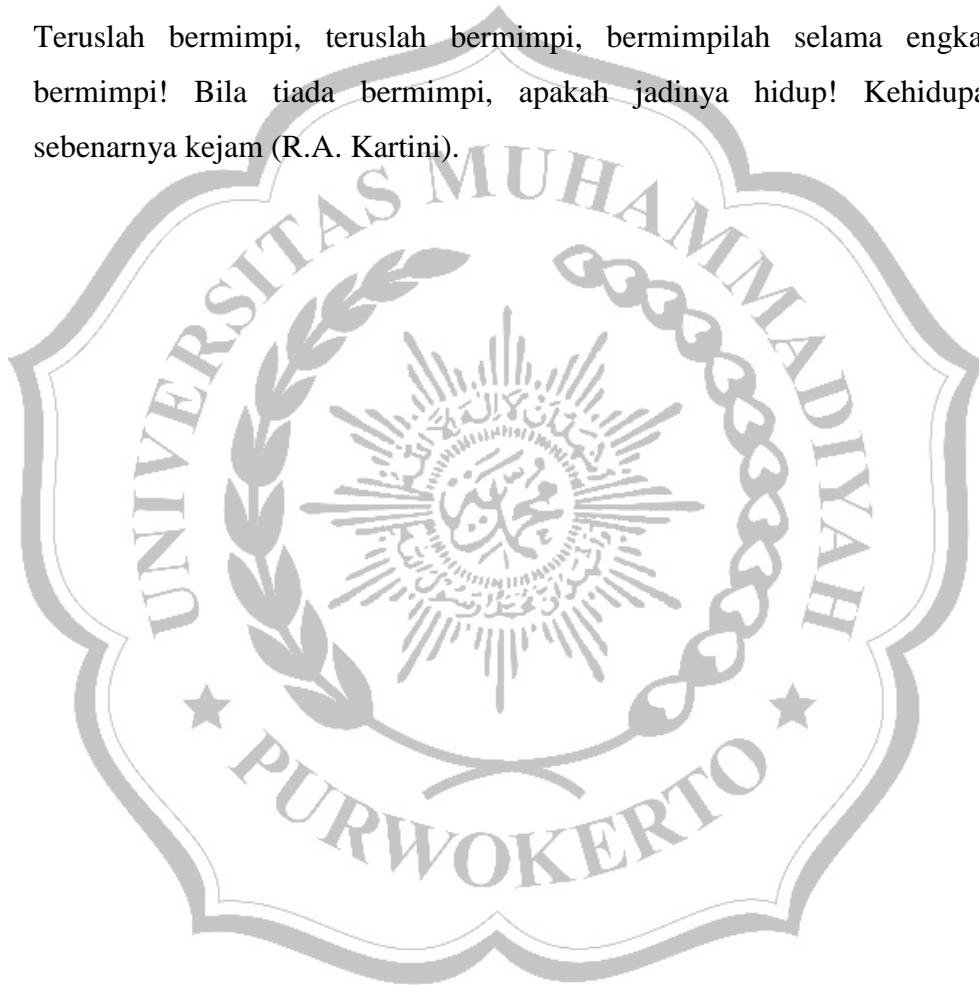 Teruslah bermimpi, teruslah bermimpi, bermimpilah selama engka
bermimpi! Bila tiada bermimpi, apakah jadinya hidup! Kehidupa
sebenarnya kejam (R.A. Kartini).
UNIVERSITAS MUHAMMADIYAH
PURWOKERTO